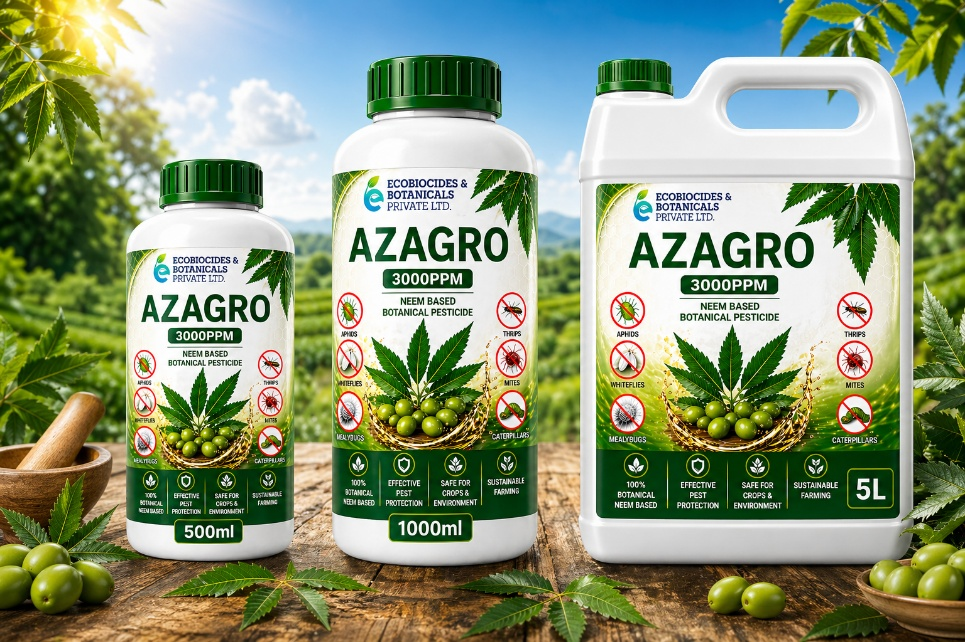 ECOBIOCIDES &
BOTANICALS
PRIVATE LTD.
AZAGRO
3000PPM
NEEM BASED
BOTANICAL PESTICIDE
APHIDS
THRIPS
WHITEFLIES
MITES
MEALYBUGS
CATERPILLARS
100%
BOTANICAL
NEEM BASED
EFFECTIVE
PEST
PROTECTION
SAFE FOR
CROPS &
ENVIRONMENT
SUSTAINABLE
FARMING
500ml
ECOBIOCIDES &
BOTANICALS
PRIVATE LTD.
AZAGRO
3000PPM
NEEM BASED
BOTANICAL PESTICIDE
APHIDS
THRIPS
WHITEFLIES
MITES
MEALYBUGS
CATERPILLARS
100%
BOTANICAL
NEEM BASED
EFFECTIVE
PEST
PROTECTION
SAFE FOR
CROPS &
ENVIRONMENT
SUSTAINABLE
FARMING
1000ml
ECOBIOCIDES &
BOTANICALS
PRIVATE LTD.
AZAGRO
3000PPM
NEEM BASED
BOTANICAL PESTICIDE
APHIDS
THRIPS
WHITEFLIES
MITES
MEALYBUGS
CATERPILLARS
100%
BOTANICAL
NEEM BASED
EFFECTIVE
PEST
PROTECTION
SAFE FOR
CROPS &
ENVIRONMENT
SUSTAINABLE
FARMING
5L